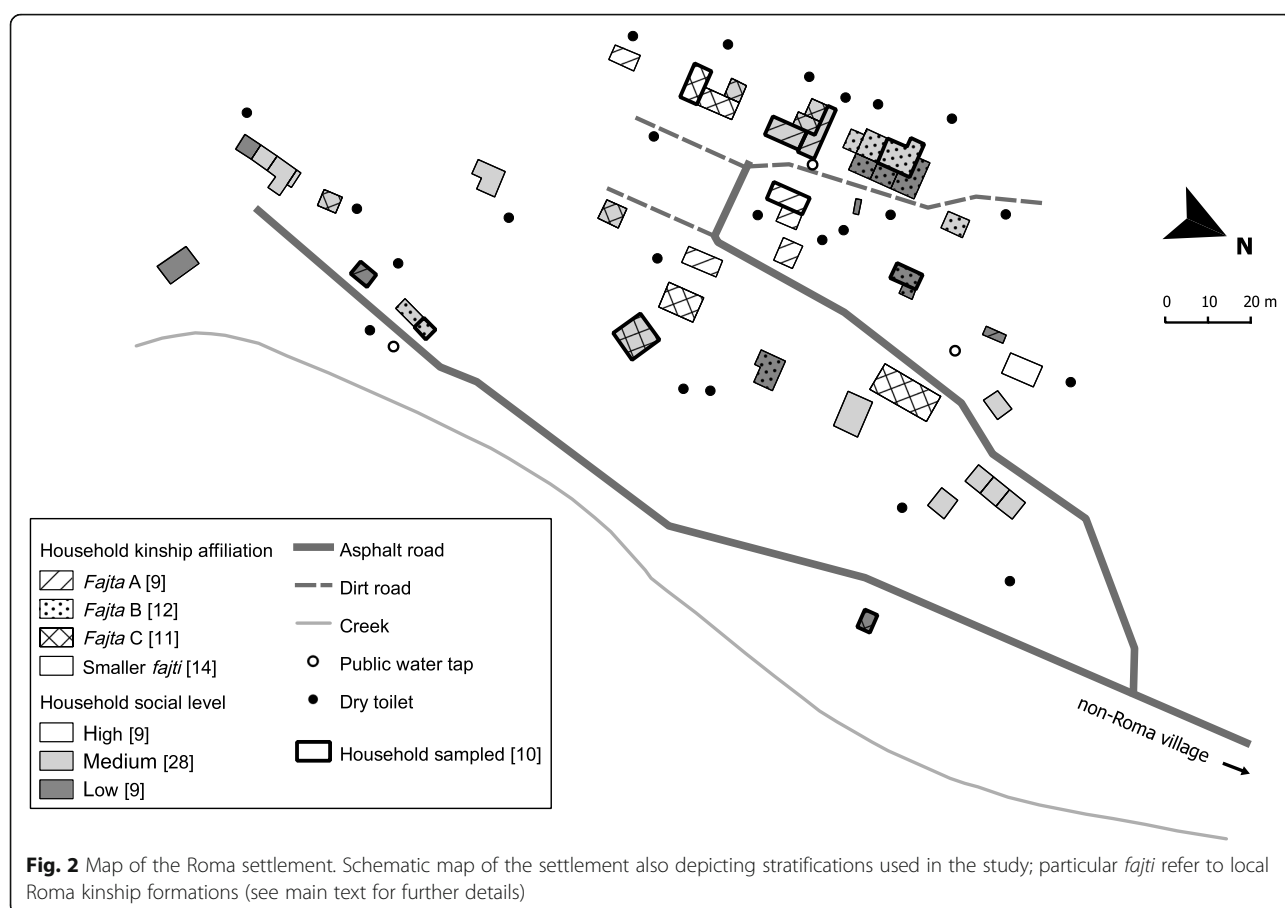 N
0 10 20 m
non-Roma village
Household kinship affiliation
Fajta A [9]
Fajta B [12]
Fajta C [11]
Smaller fajti [14]
Household social level
High [9]
Medium [28]
Low [9]
Asphalt road
Dirt road
Creek
Public water tap
Dry toilet
Household sampled [10]
Fig. 2 Map of the Roma settlement. Schematic map of the settlement also depicting stratifications used in the study; particular fajti refer to local
Roma kinship formations (see main text for further details)